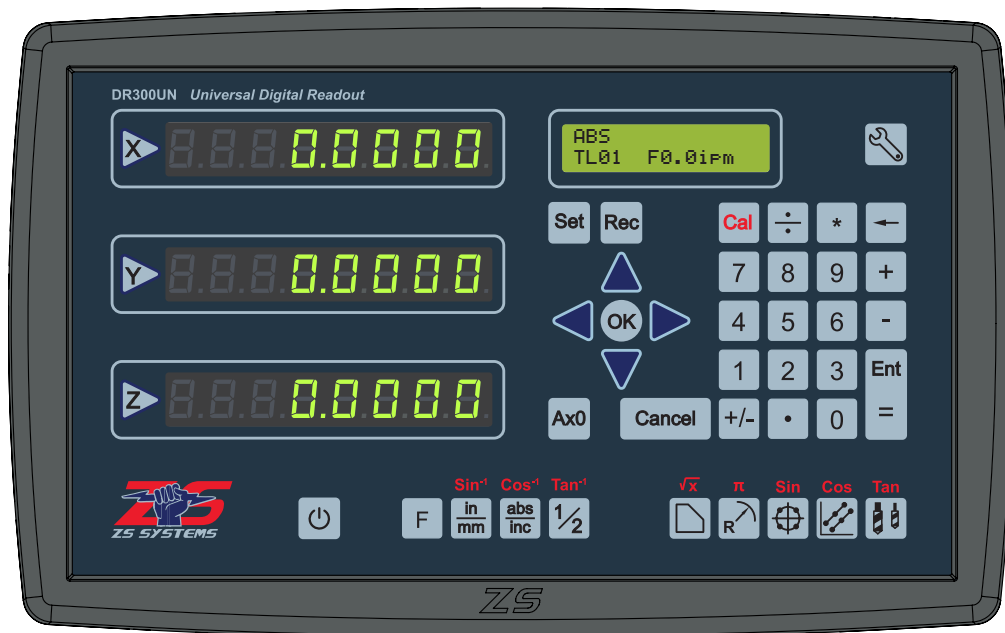 DR300UN Universal Digital Readout
X 0.0000
ABS
TL01 F0.0ipm
Set Rec Cal ÷ * ←
Y 0.0000
7 8 9 +
OK 4 5 6 -
Z 0.0000
1 2 3 Ent
Ax0 Cancel +/- . 0 =
Sin⁻¹ Cos⁻¹ Tan⁻¹ √x π Sin Cos Tan
ZS
ZS SYSTEMS
F in/mm abs/inc 1/2 R
ZS